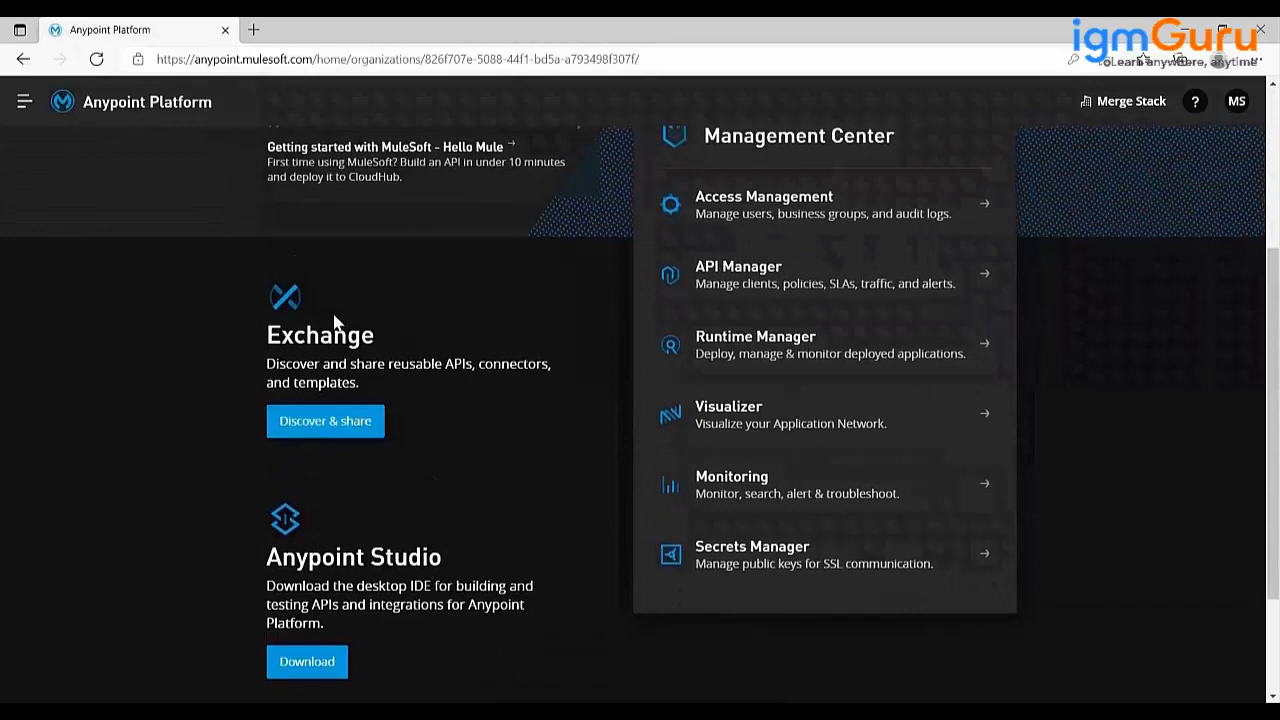 Anypoint Platform
igmGuru
Learn anywhere, anytime
https://anypoint.mulesoft.com/home/organizations/826f707e-5088-44f1-bd5a-a793498f307f/
Anypoint Platform
Merge Stack
?
MS
Getting started with MuleSoft - Hello Mule →
First time using MuleSoft? Build an API in under 10 minutes
and deploy it to CloudHub.
Exchange
Discover and share reusable APIs, connectors,
and templates.
Discover & share
Anypoint Studio
Download the desktop IDE for building and
testing APIs and integrations for Anypoint
Platform.
Download
Management Center
Access Management
Manage users, business groups, and audit logs.
API Manager
Manage clients, policies, SLAs, traffic, and alerts.
Runtime Manager
Deploy, manage & monitor deployed applications.
Visualizer
Visualize your Application Network.
Monitoring
Monitor, search, alert & troubleshoot.
Secrets Manager
Manage public keys for SSL communication.